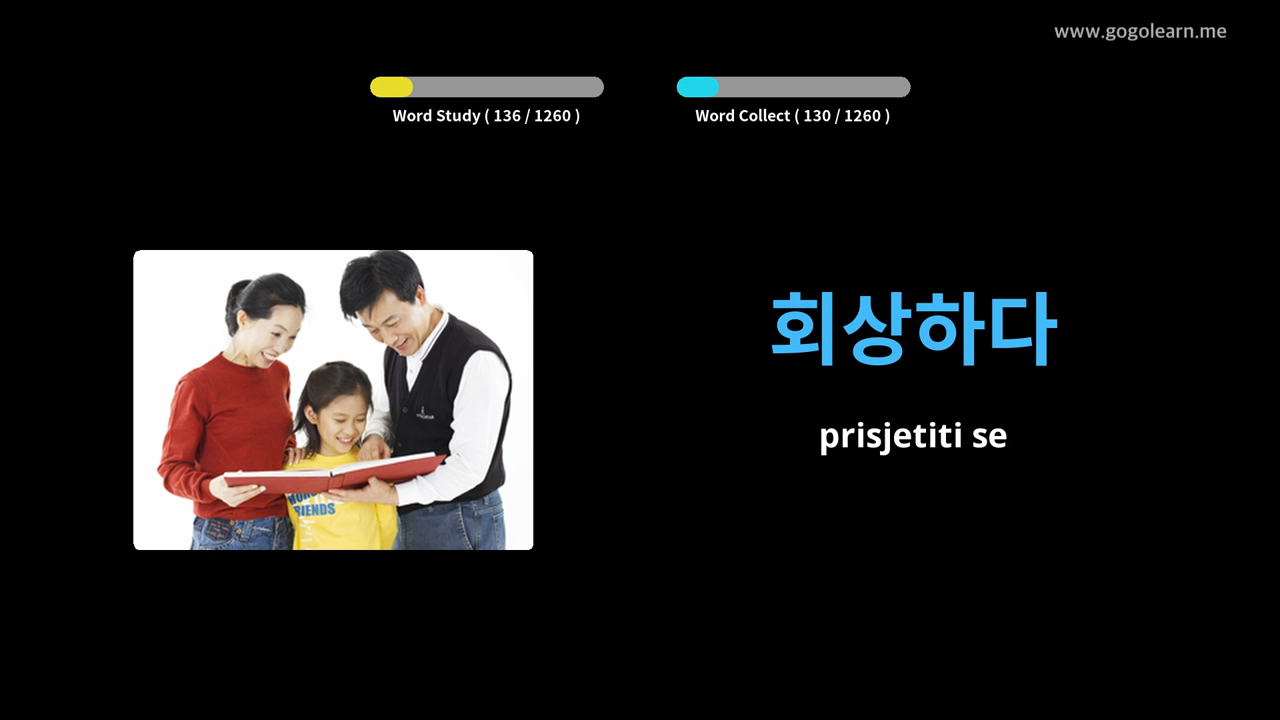 www.gogolearn.me
Word Study ( 136 / 1260 )
Word Collect ( 130 / 1260 )
회상하다
prisjetiti se